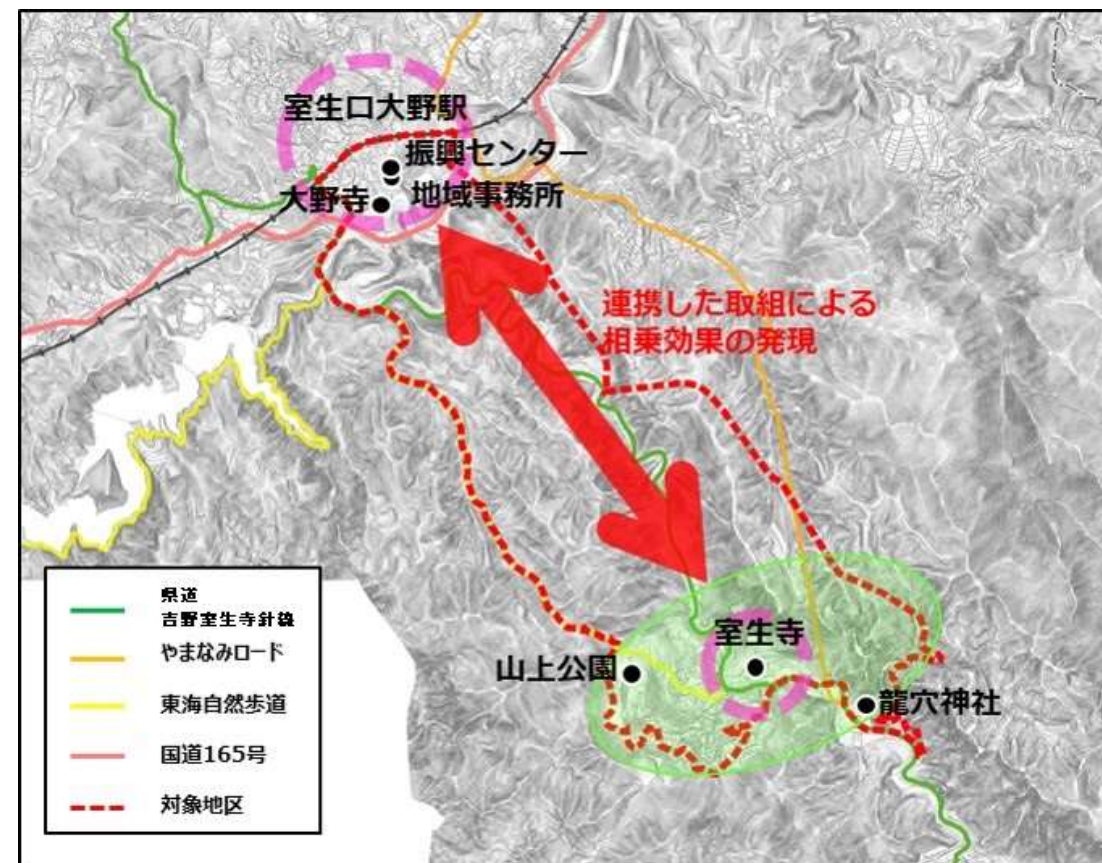 室生口大野駅
振興センター
地域事務所
大野寺
連携した取組による
相乗効果の発現
室生寺
山上公園
龍穴神社
県道
吉野室生寺針線
やまなみロード
東海自然歩道
国道165号
対象地区